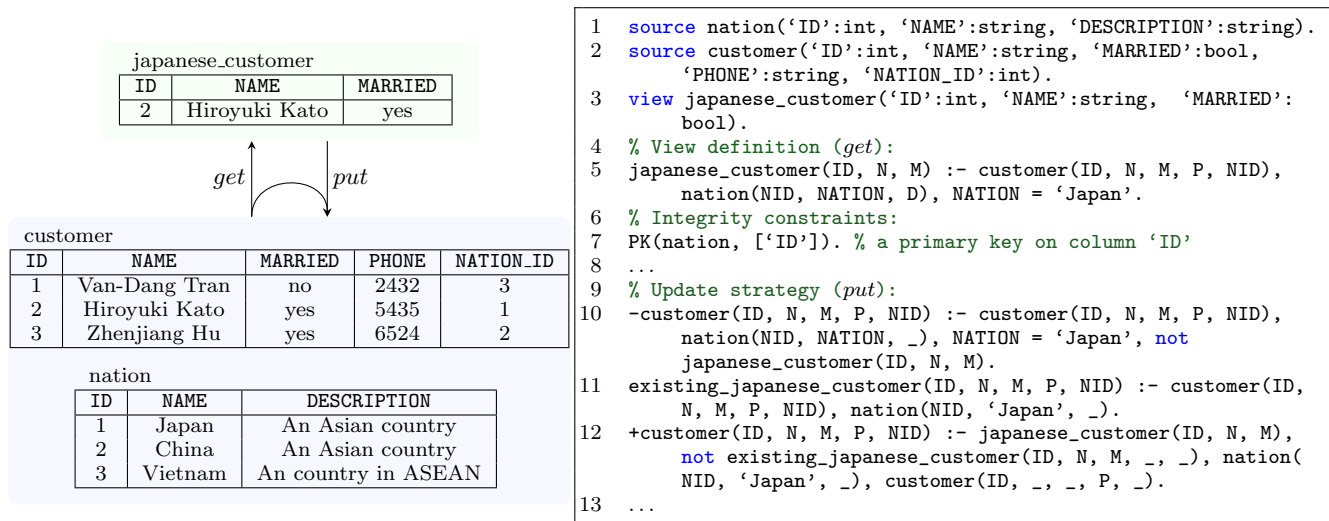 japanese_customer
ID NAME MARRIED
2 Hiroyuki Kato yes
get put
customer
ID NAME MARRIED PHONE NATION_ID
1 Van-Dang Tran no 2432 3
2 Hiroyuki Kato yes 5435 1
3 Zhenjiang Hu yes 6524 2
nation
ID NAME DESCRIPTION
1 Japan An Asian country
2 China An Asian country
3 Vietnam An country in ASEAN
1 source nation(‘ID’:int, ‘NAME’:string, ‘DESCRIPTION’:string).
2 source customer(‘ID’:int, ‘NAME’:string, ‘MARRIED’:bool,
‘PHONE’:string, ‘NATION_ID’:int).
3 view japanese_customer(‘ID’:int, ‘NAME’:string, ‘MARRIED’:
bool).
4 % View definition (get):
5 japanese_customer(ID, N, M) :- customer(ID, N, M, P, NID),
nation(NID, NATION, D), NATION = ‘Japan’.
6 % Integrity constraints:
7 PK(nation, [‘ID’]). % a primary key on column ‘ID’
8 ...
9 % Update strategy (put):
10 -customer(ID, N, M, P, NID) :- customer(ID, N, M, P, NID),
nation(NID, NATION, _), NATION = ‘Japan’, not
japanese_customer(ID, N, M).
11 existing_japanese_customer(ID, N, M, P, NID) :- customer(ID,
N, M, P, NID), nation(NID, ‘Japan’, _).
12 +customer(ID, N, M, P, NID) :- japanese_customer(ID, N, M),
not existing_japanese_customer(ID, N, M, _, _), nation(
NID, ‘Japan’, _), customer(ID, _, _, P, _).
13 ...